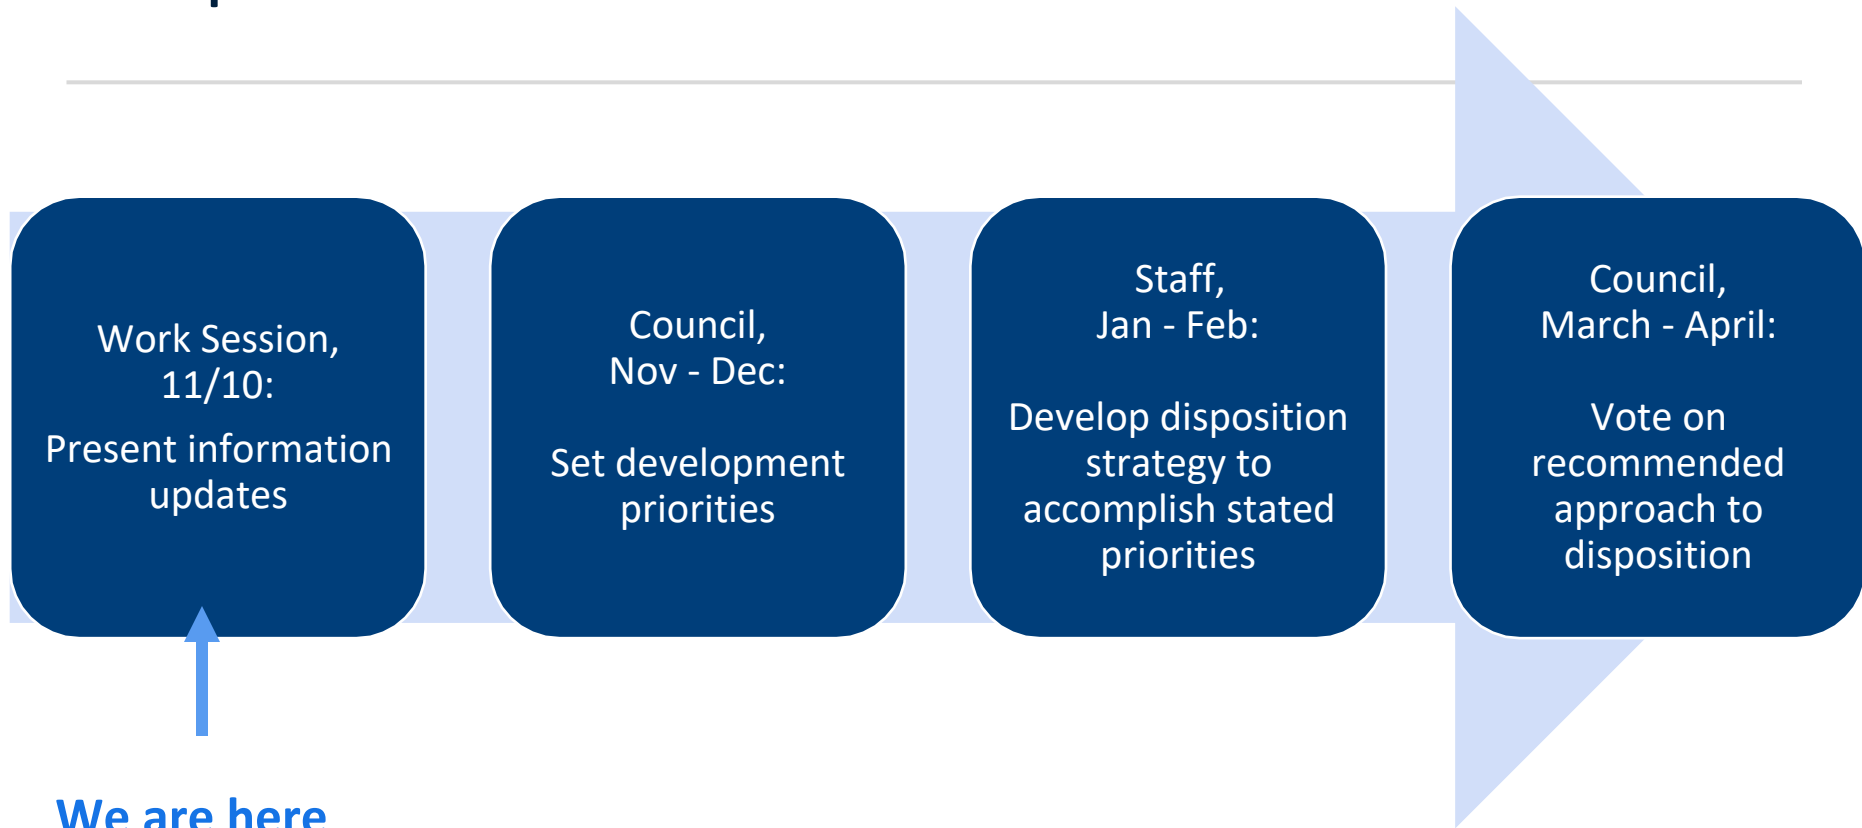 Work Session,
11/10:
Present information
updates
Council,
Nov - Dec:
Set development
priorities
Staff,
Jan - Feb:
Develop disposition
strategy to
accomplish stated
priorities
Council,
March - April:
Vote on
recommended
approach to
disposition
We are here